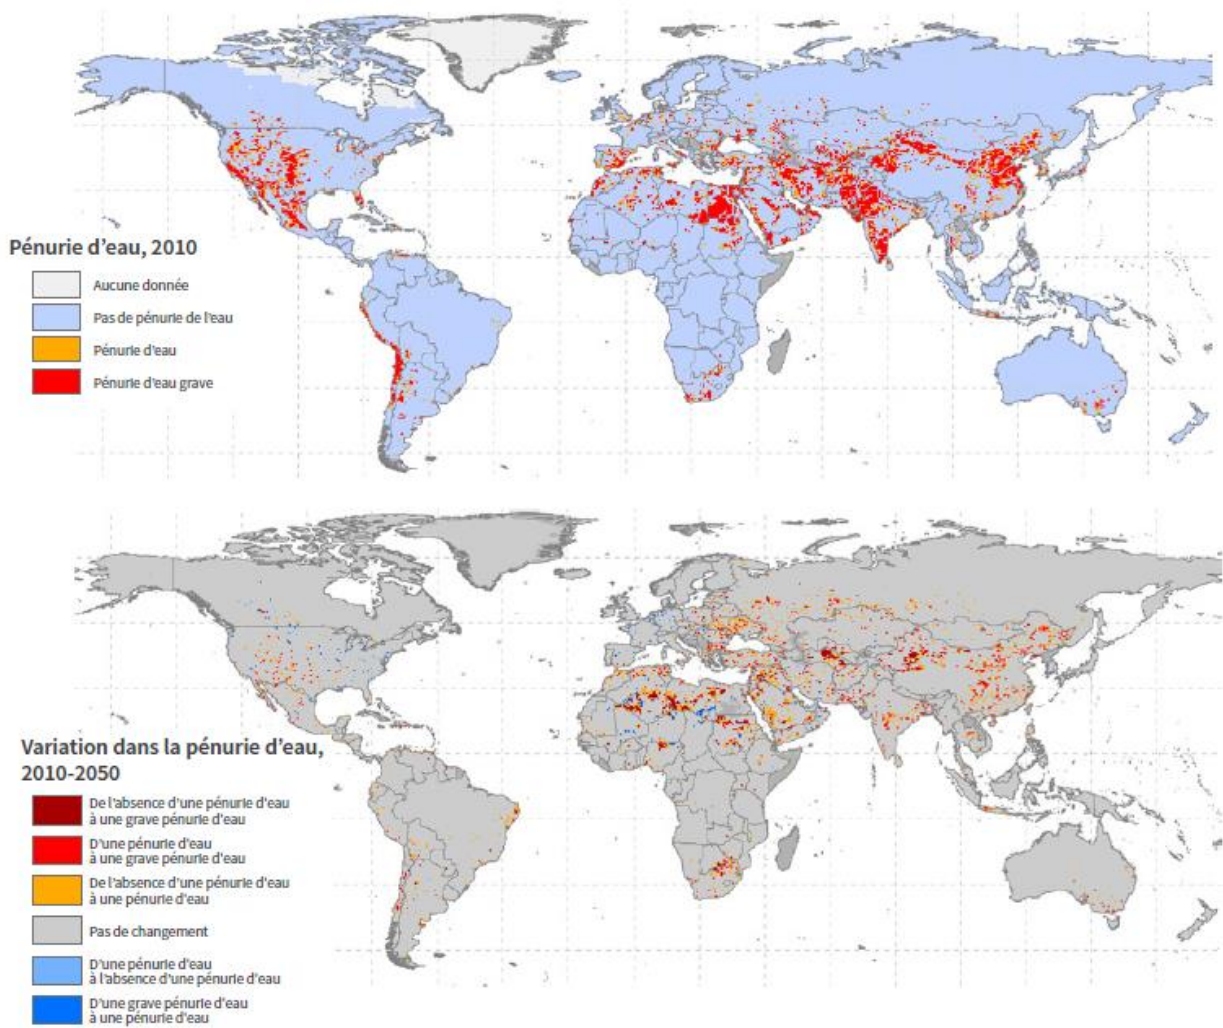 Pénurie d'eau, 2010
Aucune donnée
Pas de pénurie de l'eau
Pénurie d'eau
Pénurie d'eau grave
Variation dans la pénurie d'eau,
2010-2050
De l'absence d'une pénurie d'eau
à une grave pénurie d'eau
D'une pénurie d'eau
à une grave pénurie d'eau
De l'absence d'une pénurie d'eau
à une pénurie d'eau
Pas de changement
D'une pénurie d'eau
à l'absence d'une pénurie d'eau
D'une grave pénurie d'eau
à une pénurie d'eau